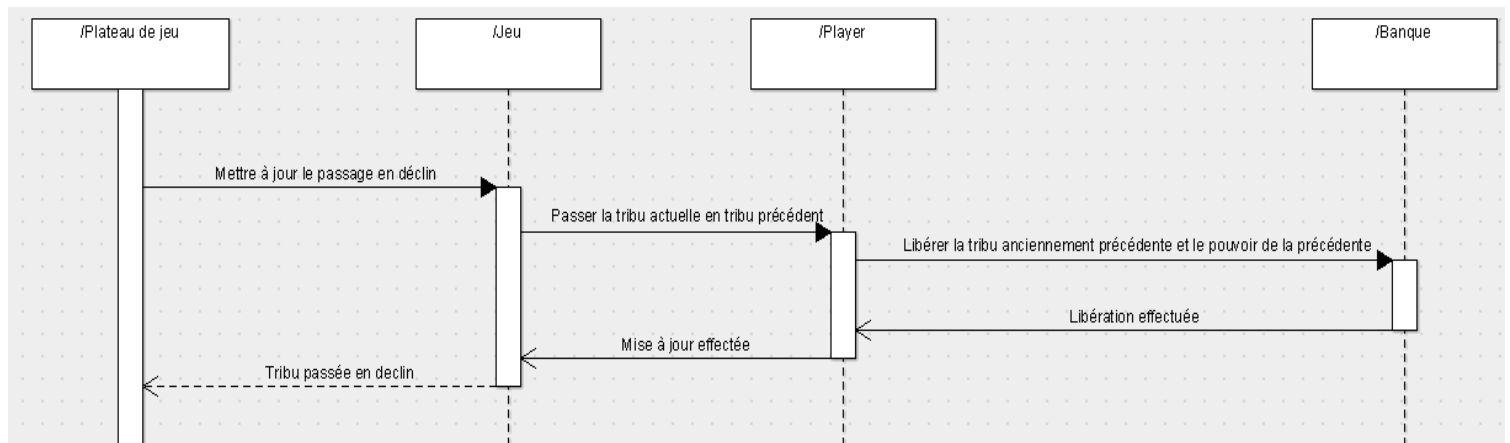 /Plateau de jeu
/Jeu
/Player
/Banque
Mettre à jour le passage en déclin
Passer la tribu actuelle en tribu précédent
Libérer la tribu anciennement précédente et le pouvoir de la précédente
Libération effectuée
Mise à jour effectée
Tribu passée en declin